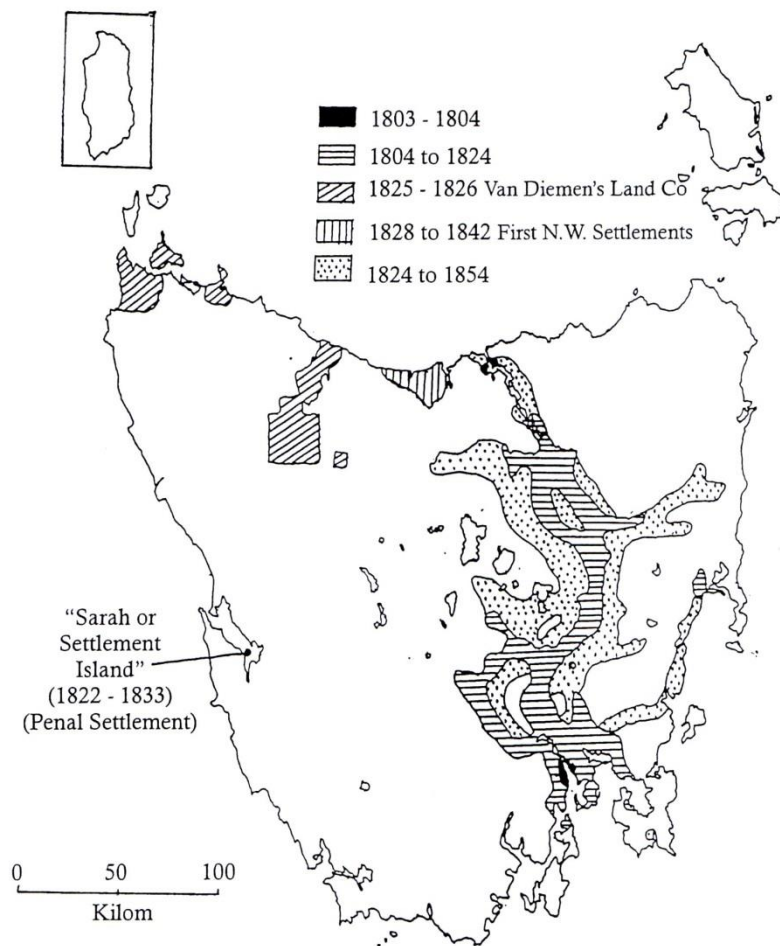 1803 - 1804
1804 to 1824
1825 - 1826 Van Diemen's Land Co
1828 to 1842 First N.W. Settlements
1824 to 1854
"Sarah or
Settlement
Island"
(1822 - 1833)
(Penal Settlement)
0 50 100
Kilom